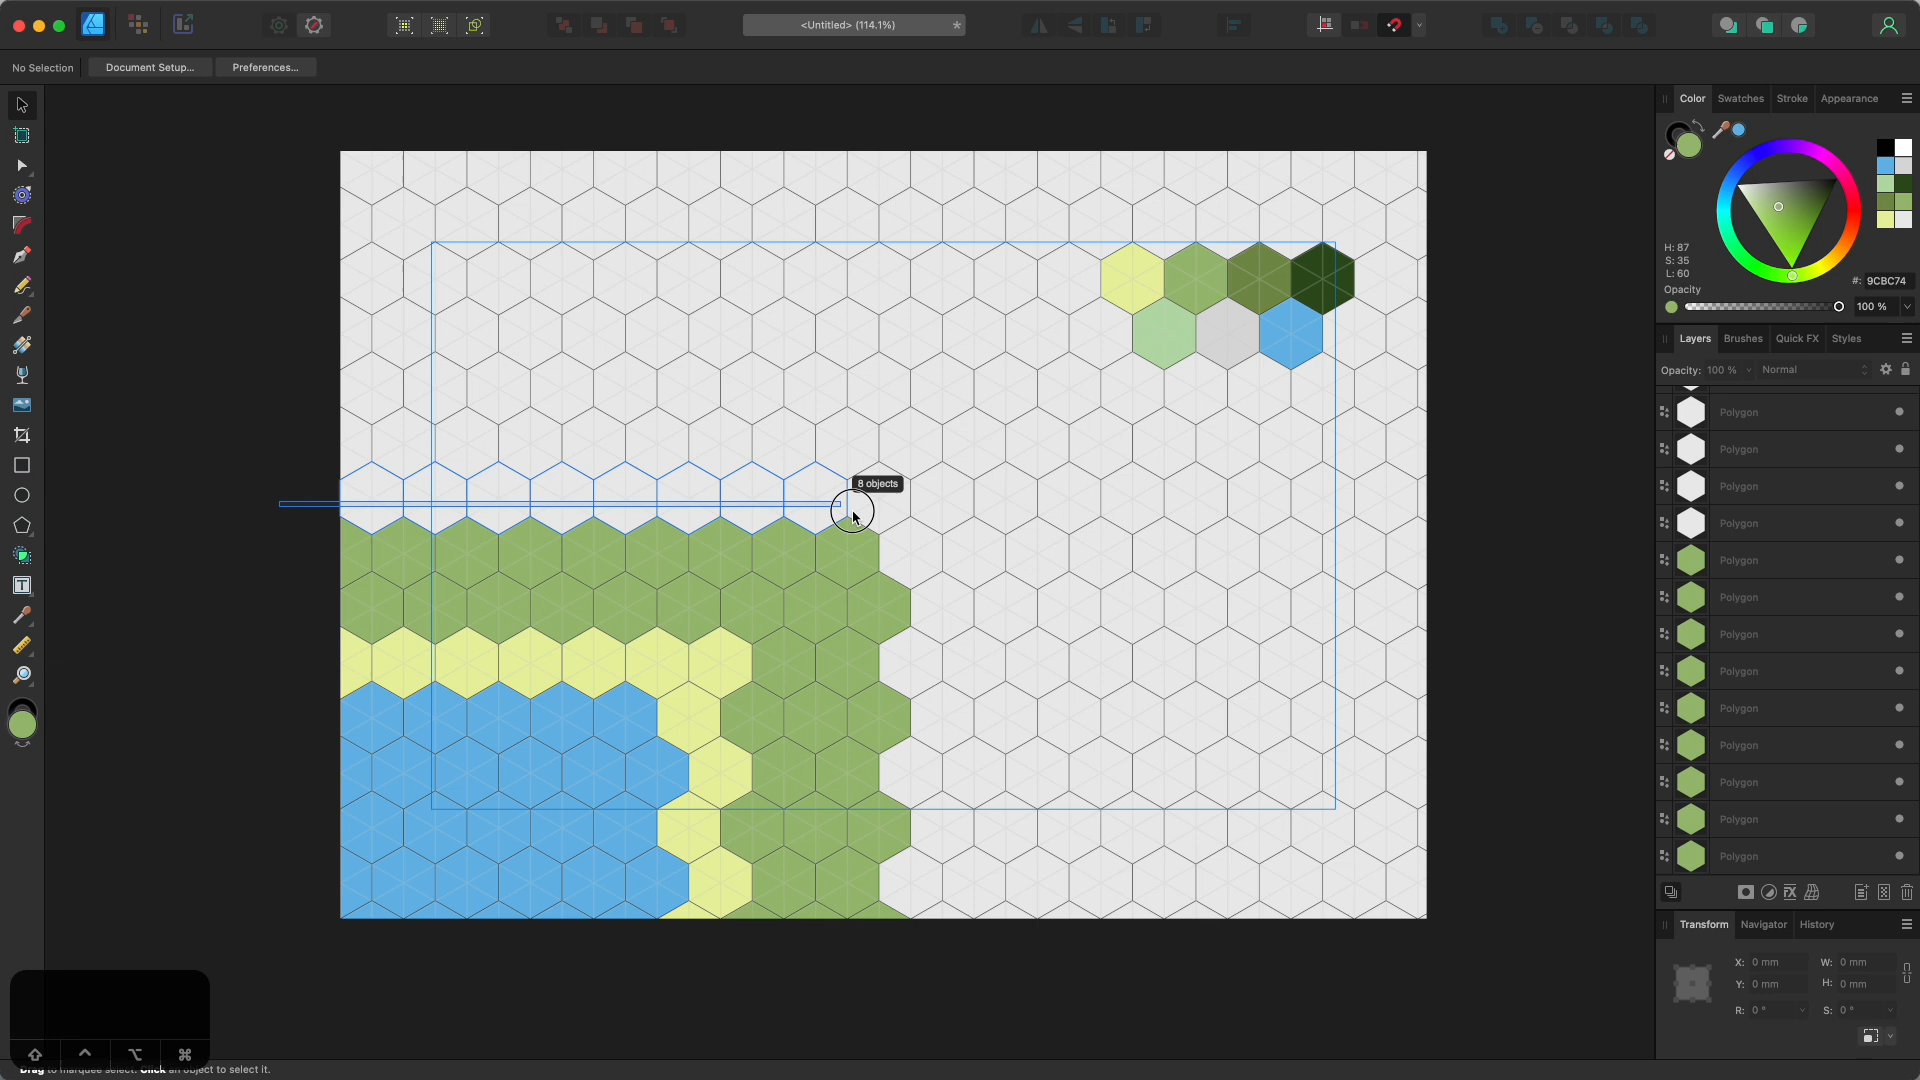 <Untitled> (114.1%)
*
No Selection
Document Setup...
Preferences...
Color
Swatches
Stroke
Appearance
H: 87
S: 35
L: 60
#: 9CBC74
Opacity
100 %
Layers
Brushes
Quick FX
Styles
Opacity: 100 %
Normal
Polygon
Polygon
Polygon
Polygon
Polygon
Polygon
Polygon
Polygon
Polygon
Polygon
Polygon
Polygon
Polygon
8 objects
Transform
Navigator
History
X: 0 mm
W: 0 mm
Y: 0 mm
H: 0 mm
R: 0 °
S: 0 °
Drag to marquee select. Click an object to select it.